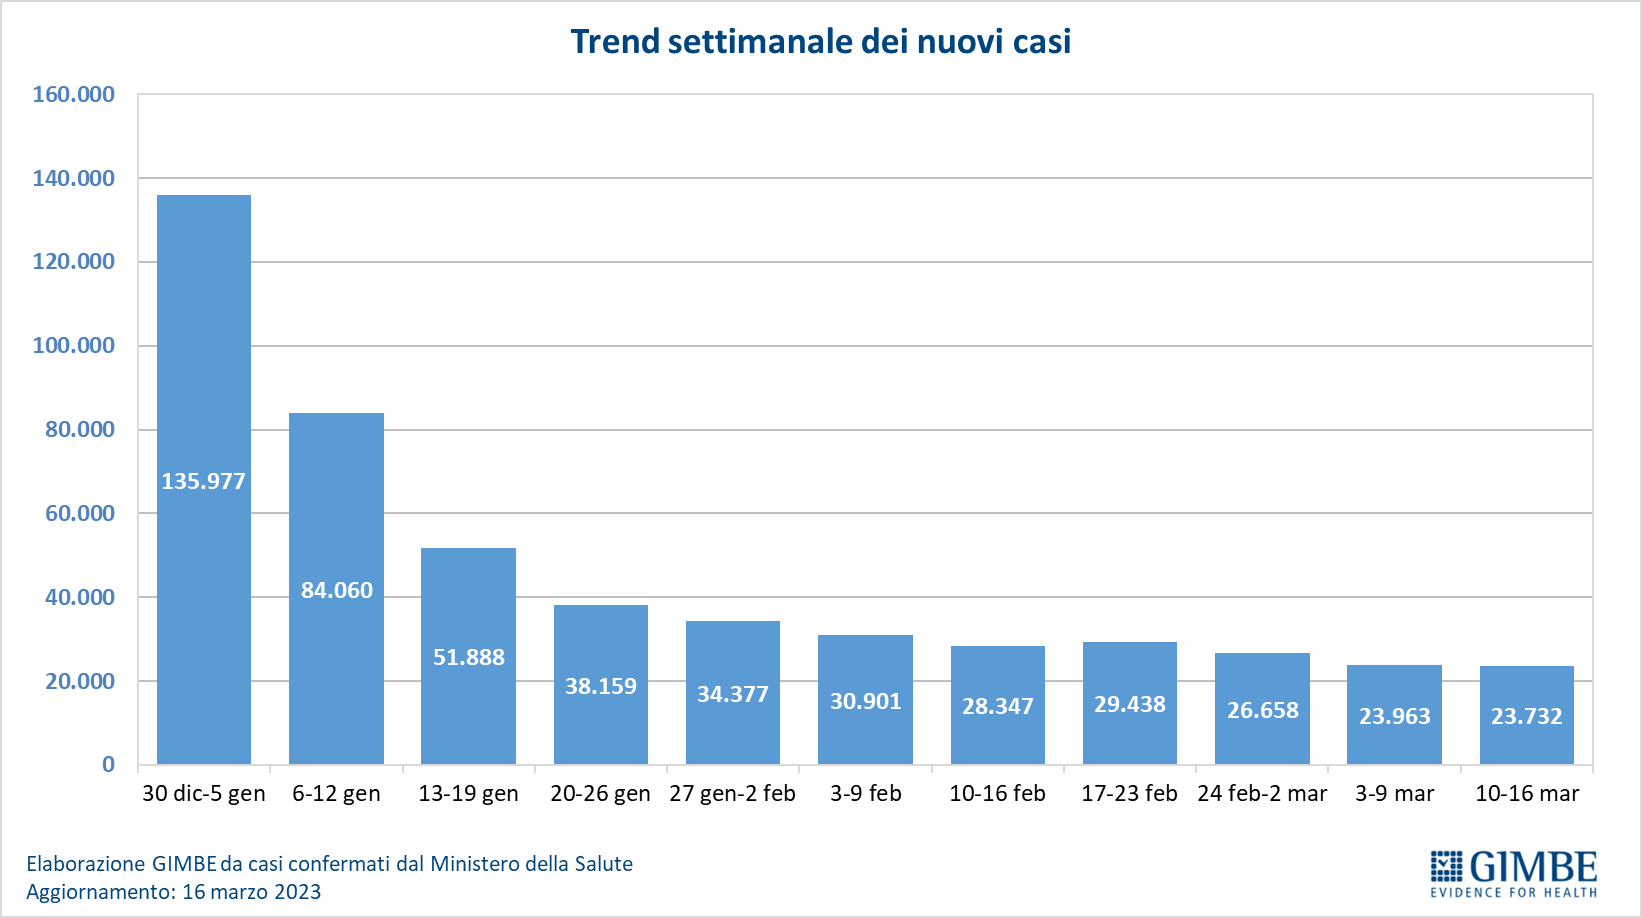 Trend settimanale dei nuovi casi
160.000
140.000
120.000
100.000
80.000
60.000
40.000
20.000
0
135.977
84.060
51.888
38.159
34.377
30.901
28.347
29.438
26.658
23.963
23.732
30 dic-5 gen
6-12 gen
13-19 gen
20-26 gen
27 gen-2 feb
3-9 feb
10-16 feb
17-23 feb
24 feb-2 mar
3-9 mar
10-16 mar
Elaborazione GIMBE da casi confermati dal Ministero della Salute
Aggiornamento: 16 marzo 2023
GIMBE
EVIDENCE FOR HEALTH